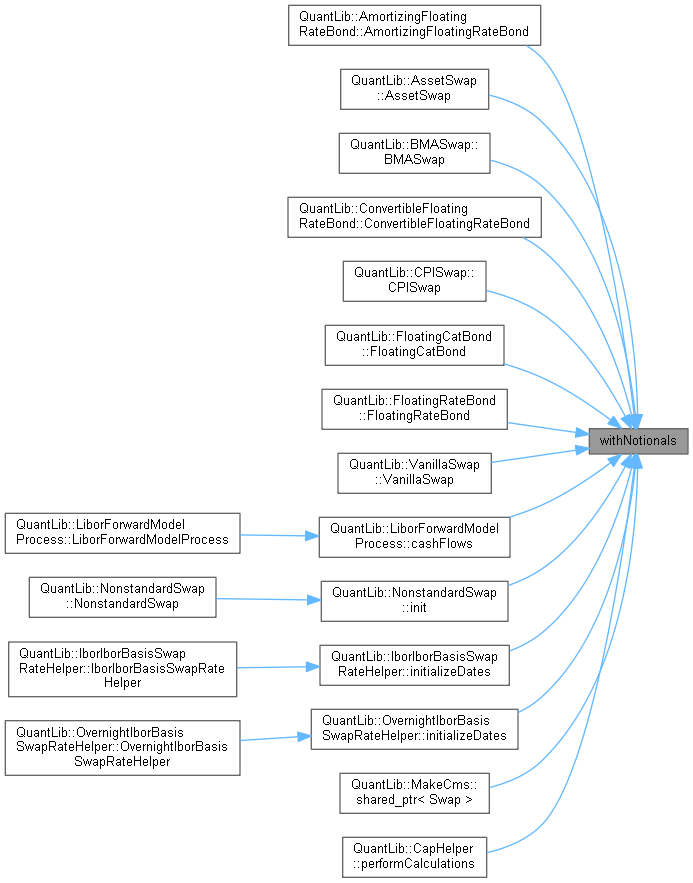 QuantLib::AmortizingFloating
RateBond::AmortizingFloatingRateBond
QuantLib::AssetSwap
::AssetSwap
QuantLib::BMASwap::
BMASwap
QuantLib::ConvertibleFloating
RateBond::ConvertibleFloatingRateBond
QuantLib::CPISwap::
CPISwap
QuantLib::FloatingCatBond
::FloatingCatBond
QuantLib::FloatingRateBond
::FloatingRateBond
withNotionals
QuantLib::VanillaSwap
::VanillaSwap
QuantLib::LiborForwardModel
Process::LiborForwardModelProcess
QuantLib::LiborForwardModel
Process::cashFlows
QuantLib::NonstandardSwap
::NonstandardSwap
QuantLib::NonstandardSwap
::init
QuantLib::IborIborBasisSwap
RateHelper::IborIborBasisSwapRate
Helper
QuantLib::IborIborBasisSwap
RateHelper::initializeDates
QuantLib::OvernightIborBasis
SwapRateHelper::OvernightIborBasis
SwapRateHelper
QuantLib::OvernightIborBasis
SwapRateHelper::initializeDates
QuantLib::MakeCms::
shared_ptr< Swap >
QuantLib::CapHelper
::performCalculations